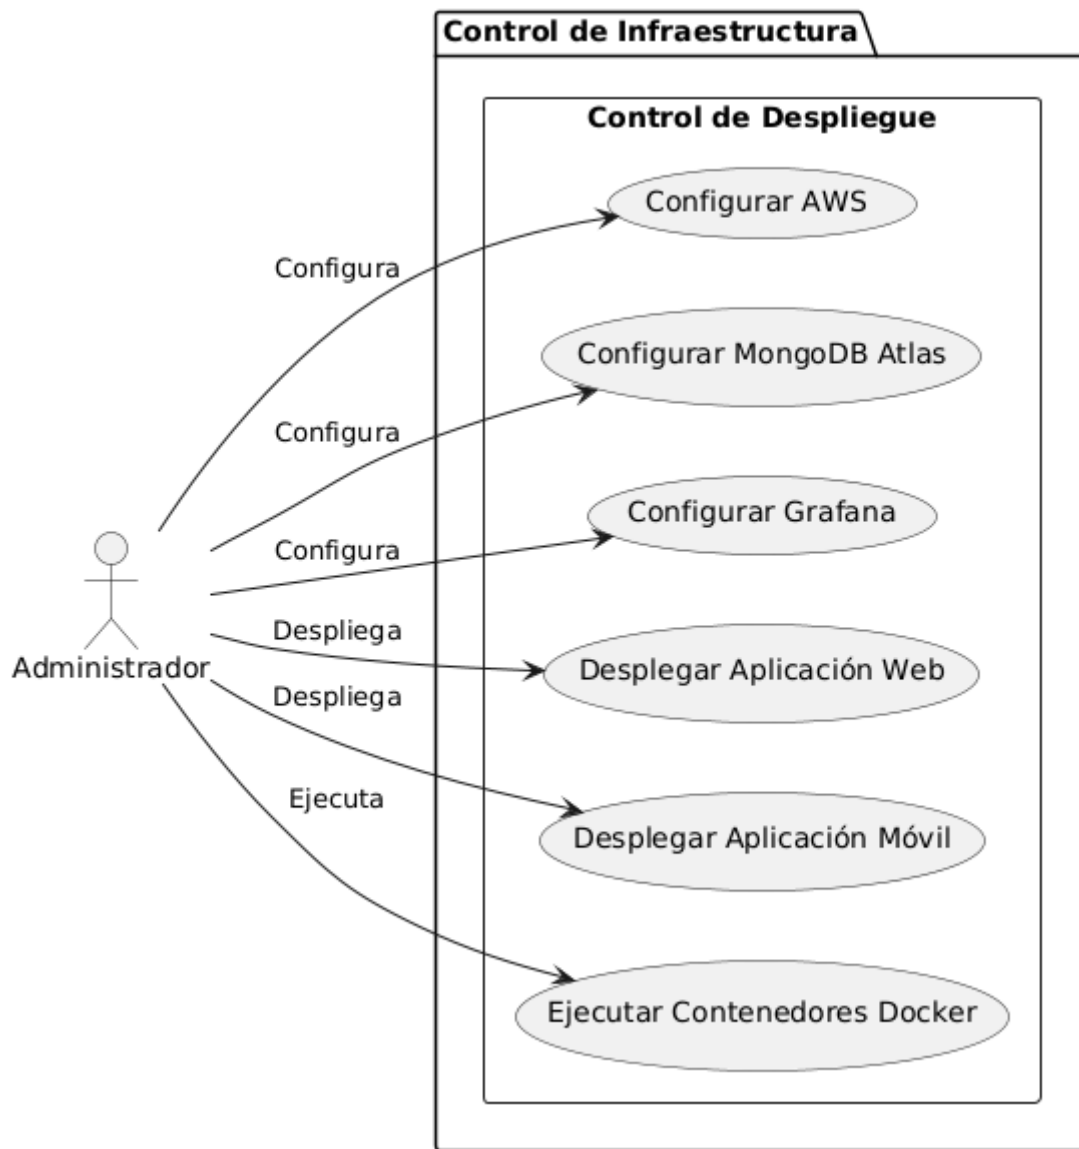 Control de Infraestructura
Control de Despliegue
Configurar AWS
Configura
Configurar MongoDB Atlas
Configura
Configurar Grafana
Configura
Despliega
Desplegar Aplicación Web
Administrador
Despliega
Ejecuta
Desplegar Aplicación Móvil
Ejecutar Contenedores Docker